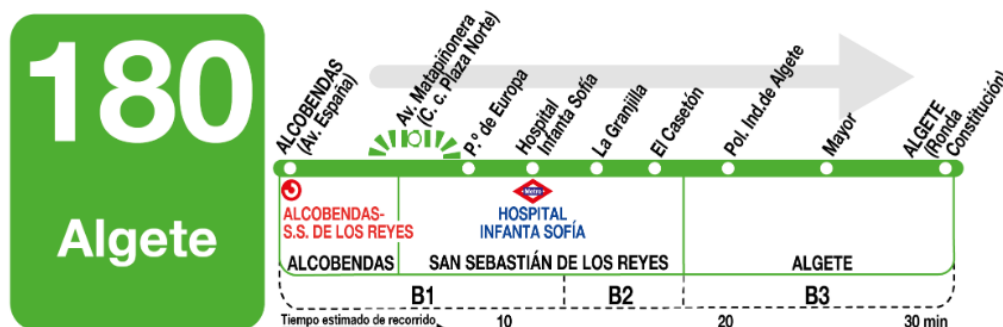 180
Algete
ALCOBENDAS
(Av. España)
Av. Matapiñonera
(C. c. Plaza Norte)
P.º de Europa
Hospital
Infanta Sofía
La Granjilla
El Casetón
Pol. Ind.de Algete
Mayor
ALGETE
(Ronda
Constitución)
ALCOBENDAS-
S.S. DE LOS REYES
Metro
HOSPITAL
INFANTA SOFÍA
ALCOBENDAS
SAN SEBASTIÁN DE LOS REYES
ALGETE
B1
B2
B3
Tiempo estimado de recorrido
10
20
30 min